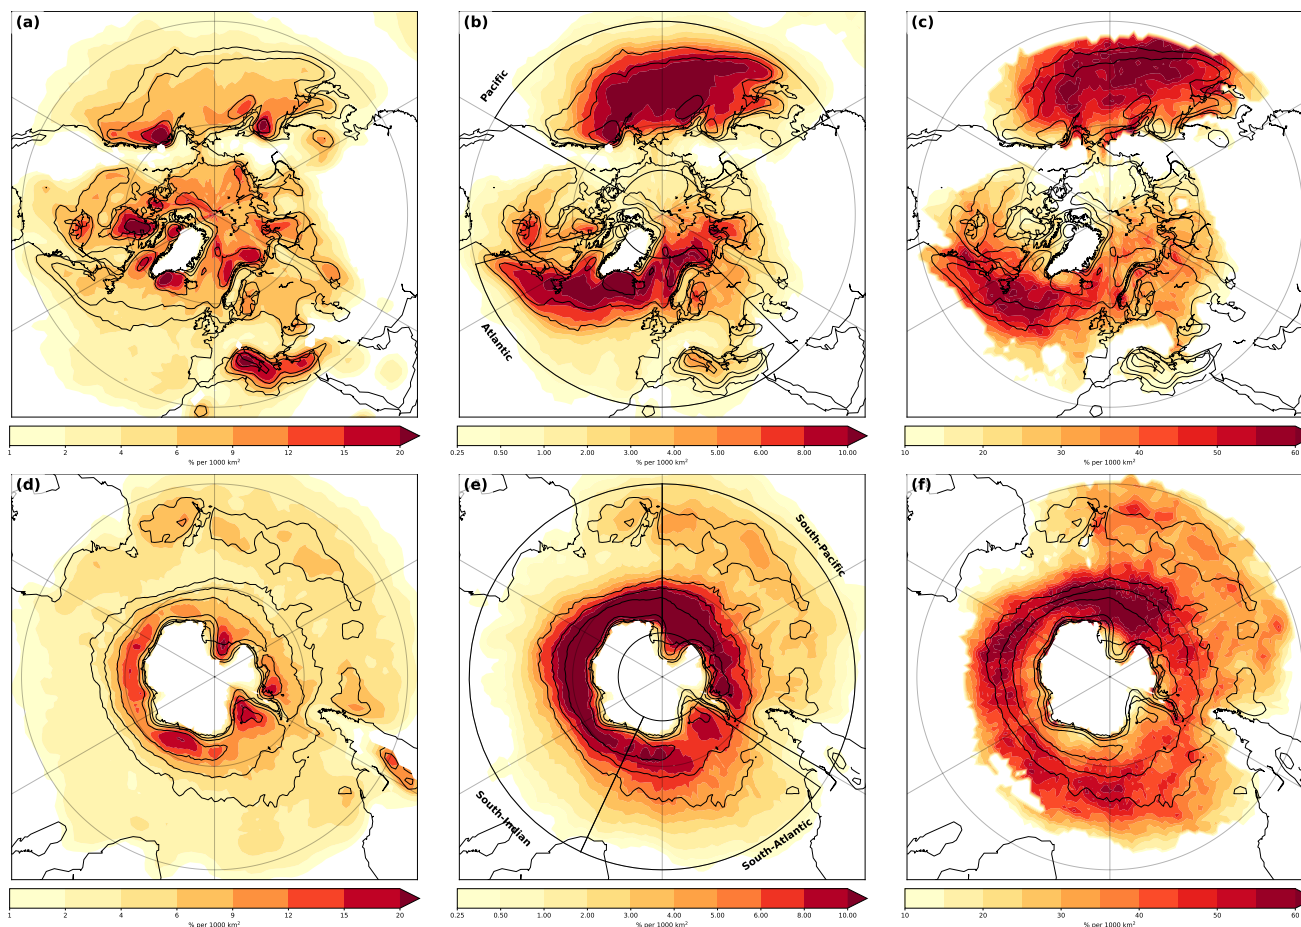 (a)
(b)
(c)
Pacific
Atlantic
1 2 4 6 9 12 15 20
% per 1000 km²
0.25 0.50 1.00 2.00 3.00 4.00 5.00 6.00 8.00 10.00
% per 1000 km²
10 20 30 40 50 60
% per 1000 km²
(d)
(e)
(f)
South-Pacific
South-Indian
South-Atlantic
1 2 4 6 9 12 15 20
% per 1000 km²
0.25 0.50 1.00 2.00 3.00 4.00 5.00 6.00 8.00 10.00
% per 1000 km²
10 20 30 40 50 60
% per 1000 km²